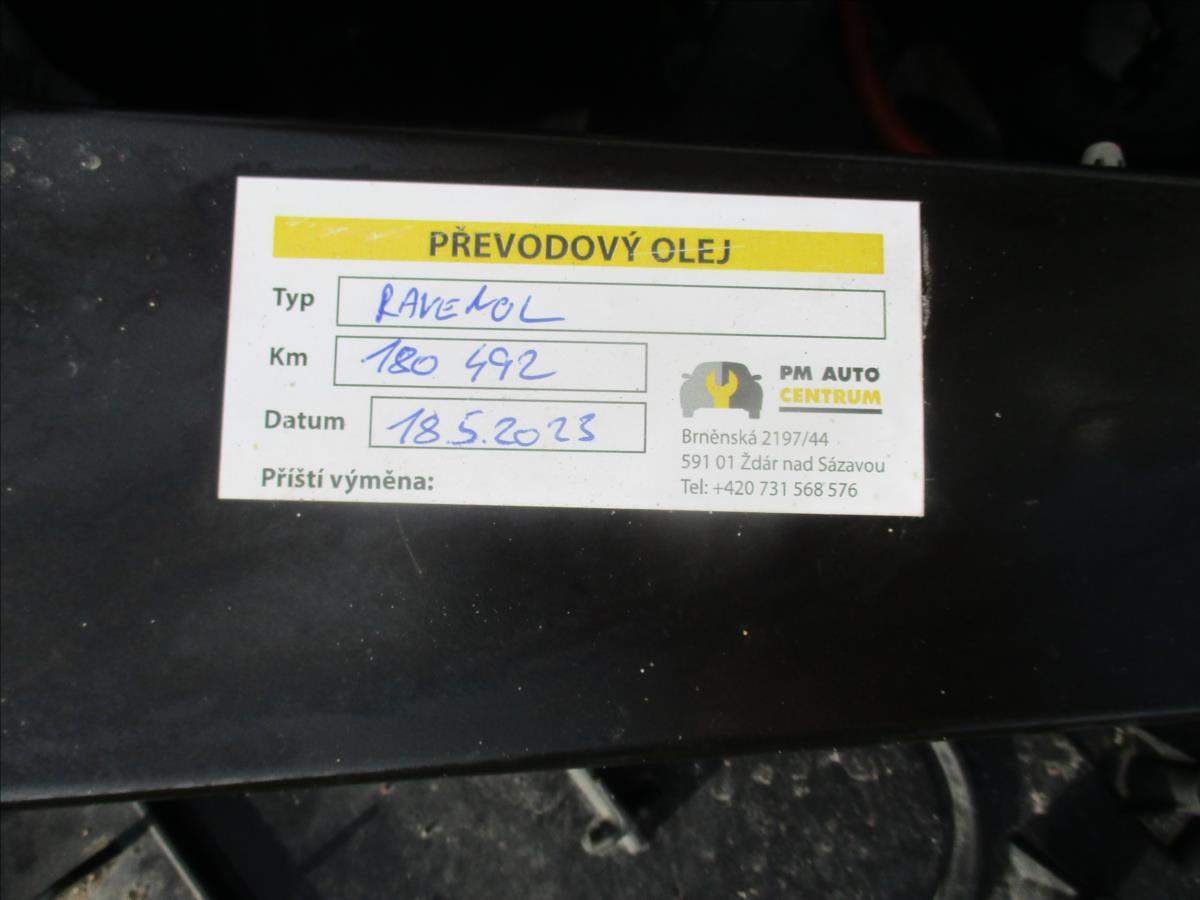 PŘEVODOVÝ OLEJ
Typ RAVENOL
Km 180 492
Datum 18.5.2023
Příští výměna:
PM AUTO
CENTRUM
Brněnská 2197/44
591 01 Ždár nad Sázavou
Tel: +420 731 568 576